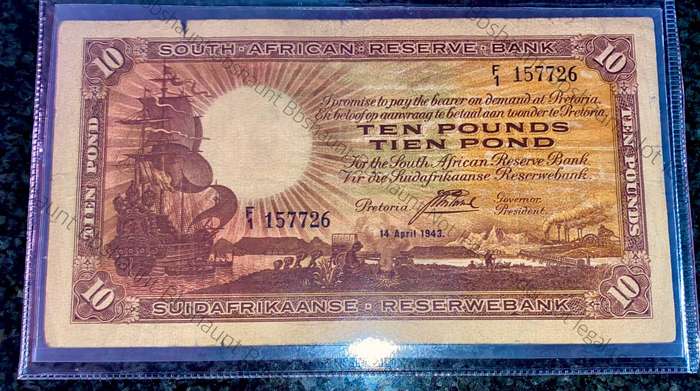 SOUTH · AFRICAN · RESERVE · BANK
10
10
F/1 157726
I promise to pay the bearer on demand at Pretoria.
Ek beloof op aanvraag te betaal aan toonder te Pretoria,
TEN POUNDS
TIEN POND
For the South African Reserve Bank.
Vir die Suidafrikaanse Reserwebank.
Pretoria
Governor.
President.
F/1 157726
14 April 1943.
TIEN POND
TEN POUNDS
10
10
SUIDAFRIKAANSE · RESERWEBANK